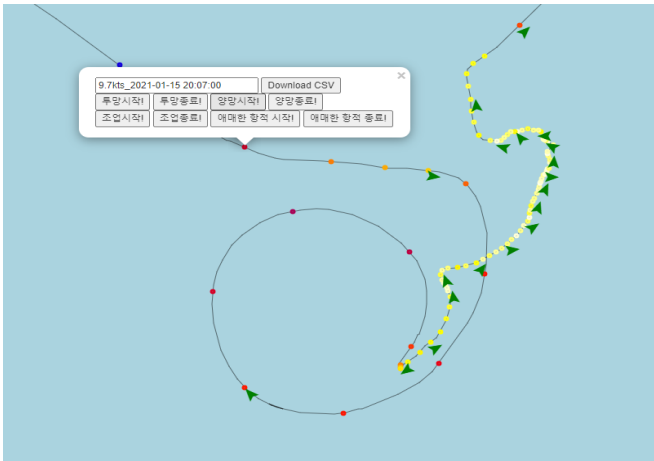 9.7kts_2021-01-15 20:07:00 Download CSV
투망시작! 투망종료! 양망시작! 양망종료!
조업시작! 조업종료! 애매한 항적 시작! 애매한 항적 종료!